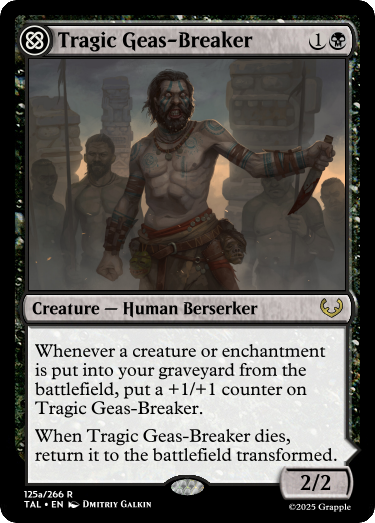 Tragic Geas-Breaker 1
Creature — Human Berserker
Whenever a creature or enchantment
is put into your graveyard from the
battlefield, put a +1/+1 counter on
Tragic Geas-Breaker.
When Tragic Geas-Breaker dies,
return it to the battlefield transformed.
2/2
125a/266 R
TAL • EN Dmitriy Galkin
©2025 Grapple